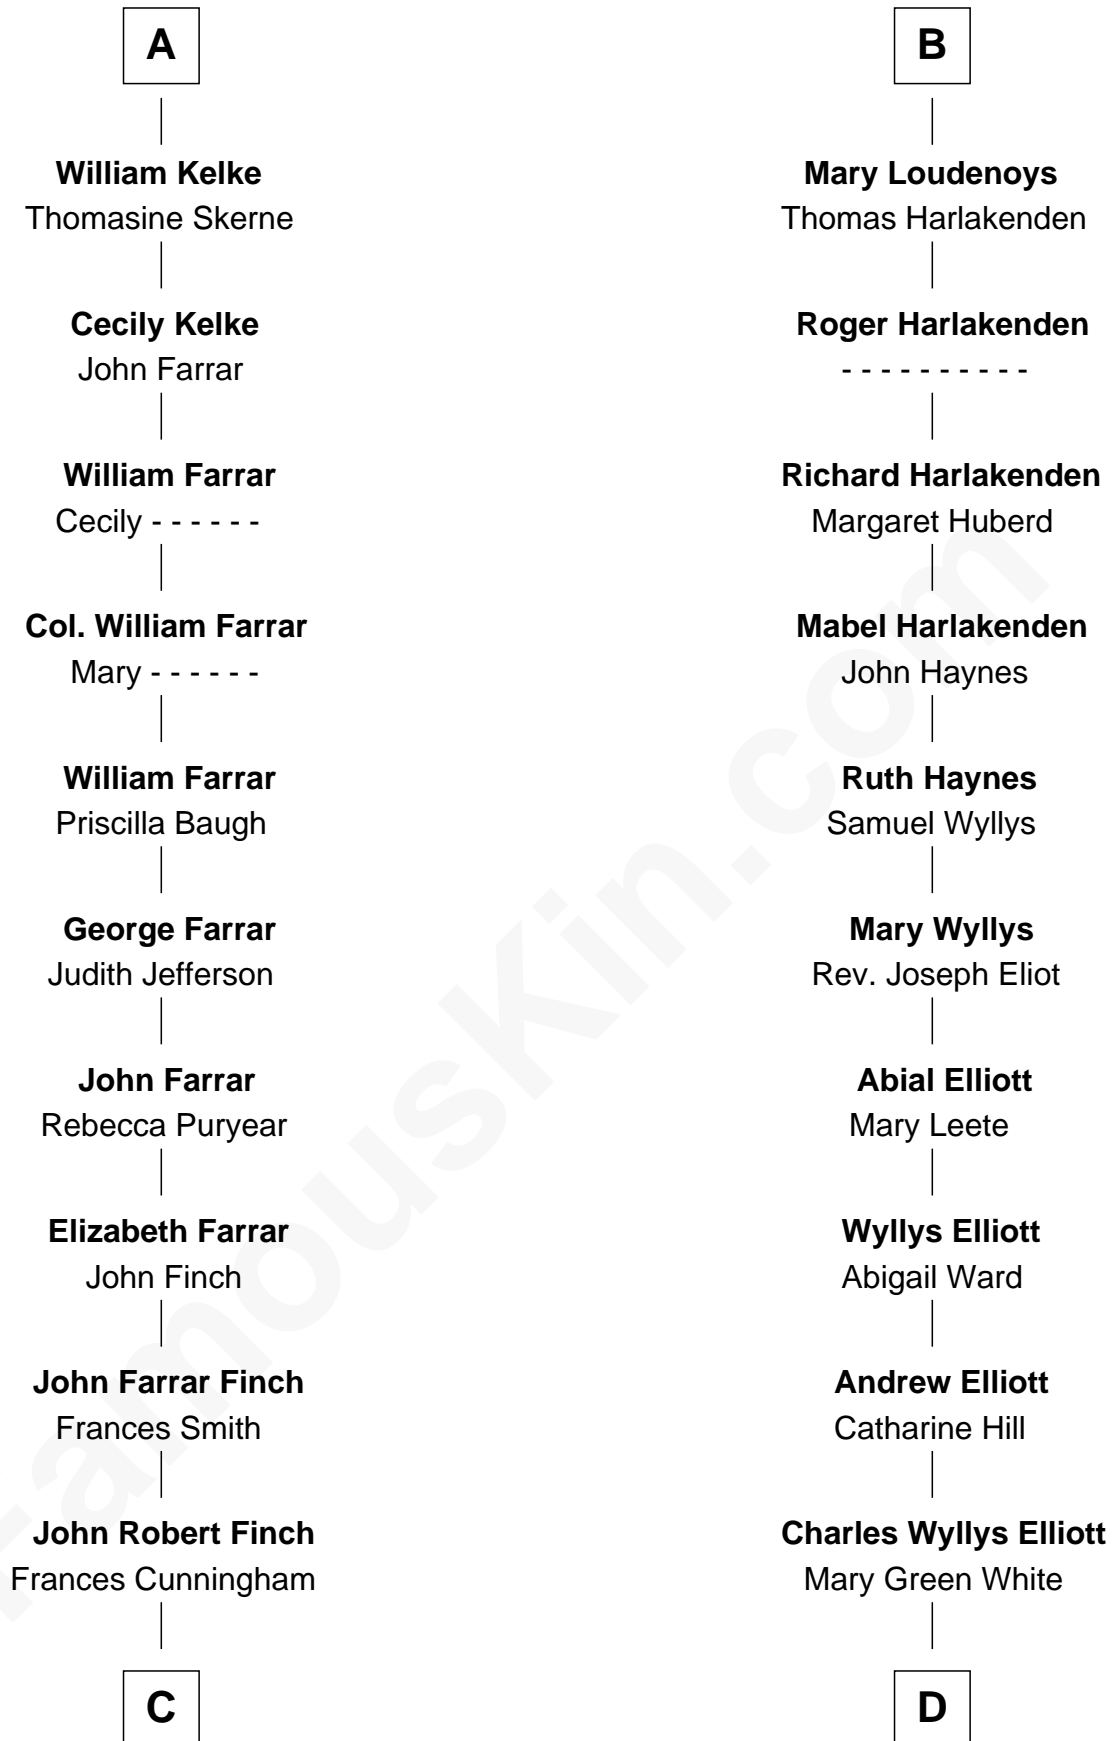 A
William Kelke
Thomasine Skerne
Cecily Kelke
John Farrar
William Farrar
Cecily - - - - - -
Col. William Farrar
Mary - - - - - -
William Farrar
Priscilla Baugh
George Farrar
Judith Jefferson
John Farrar
Rebecca Puryear
Elizabeth Farrar
John Finch
John Farrar Finch
Frances Smith
John Robert Finch
Frances Cunningham
C
B
Mary Loudenoys
Thomas Harlakenden
Roger Harlakenden
- - - - - - - - - -
Richard Harlakenden
Margaret Huberd
Mabel Harlakenden
John Haynes
Ruth Haynes
Samuel Wyllys
Mary Wyllys
Rev. Joseph Eliot
Abial Elliott
Mary Leete
Wyllys Elliott
Abigail Ward
Andrew Elliott
Catharine Hill
Charles Wyllys Elliott
Mary Green White
D
FamousKin.com